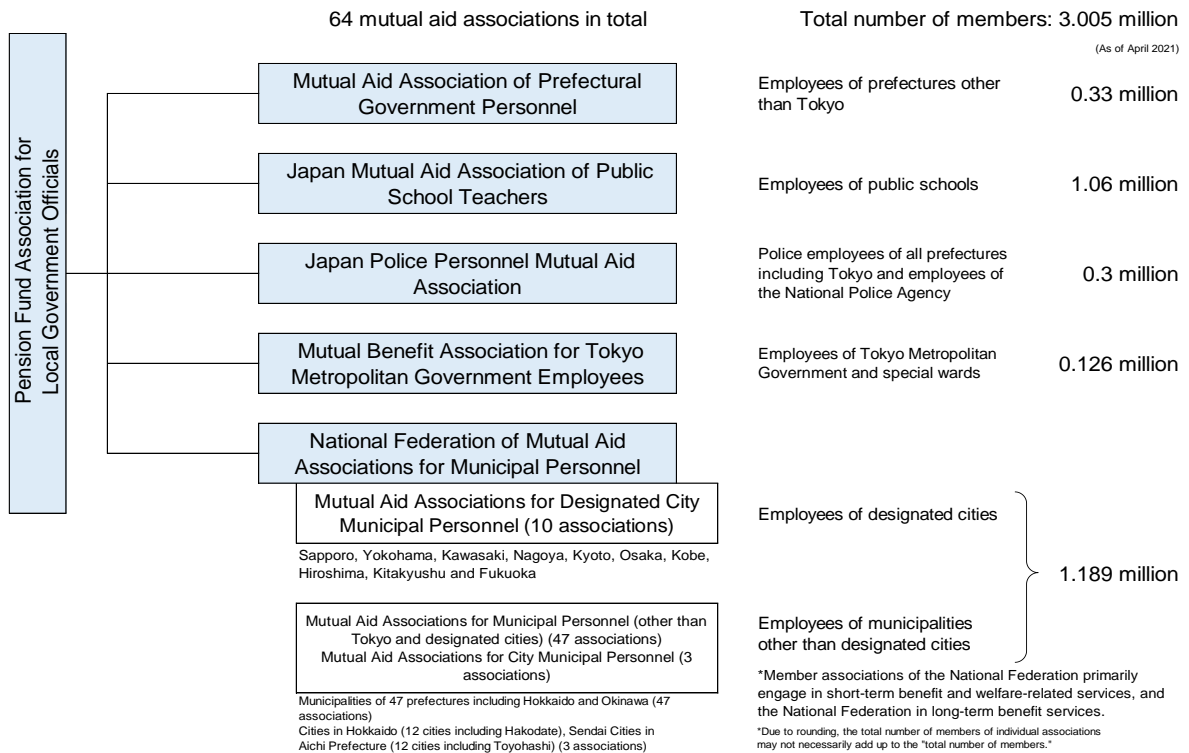 64 mutual aid associations in total
Total number of members: 3.005 million
(As of April 2021)
Pension Fund Association for
Local Government Officials
Mutual Aid Association of Prefectural
Government Personnel
Employees of prefectures other
than Tokyo
0.33 million
Japan Mutual Aid Association of Public
School Teachers
Employees of public schools
1.06 million
Japan Police Personnel Mutual Aid
Association
Police employees of all prefectures
including Tokyo and employees of
the National Police Agency
0.3 million
Mutual Benefit Association for Tokyo
Metropolitan Government Employees
Employees of Tokyo Metropolitan
Government and special wards
0.126 million
National Federation of Mutual Aid
Associations for Municipal Personnel
Mutual Aid Associations for Designated City
Municipal Personnel (10 associations)
Employees of designated cities
Sapporo, Yokohama, Kawasaki, Nagoya, Kyoto, Osaka, Kobe,
Hiroshima, Kitakyushu and Fukuoka
1.189 million
Mutual Aid Associations for Municipal Personnel (other than
Tokyo and designated cities) (47 associations)
Mutual Aid Associations for City Municipal Personnel (3
associations)
Employees of municipalities
other than designated cities
Municipalities of 47 prefectures including Hokkaido and Okinawa (47
associations)
Cities in Hokkaido (12 cities including Hakodate), Sendai Cities in
Aichi Prefecture (12 cities including Toyohashi) (3 associations)
*Member associations of the National Federation primarily
engage in short-term benefit and welfare-related services, and
the National Federation in long-term benefit services.
*Due to rounding, the total number of members of individual associations
may not necessarily add up to the "total number of members."